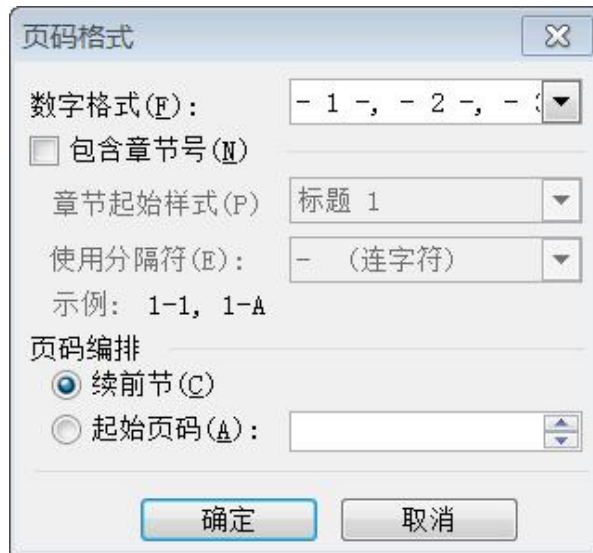 页码格式
数字格式(F): - 1 -, - 2 -, -
包含章节号(N)
章节起始样式(P) 标题 1
使用分隔符(E): - (连字符)
示例: 1-1, 1-A
页码编排
续前节(C)
起始页码(A):
确定 取消